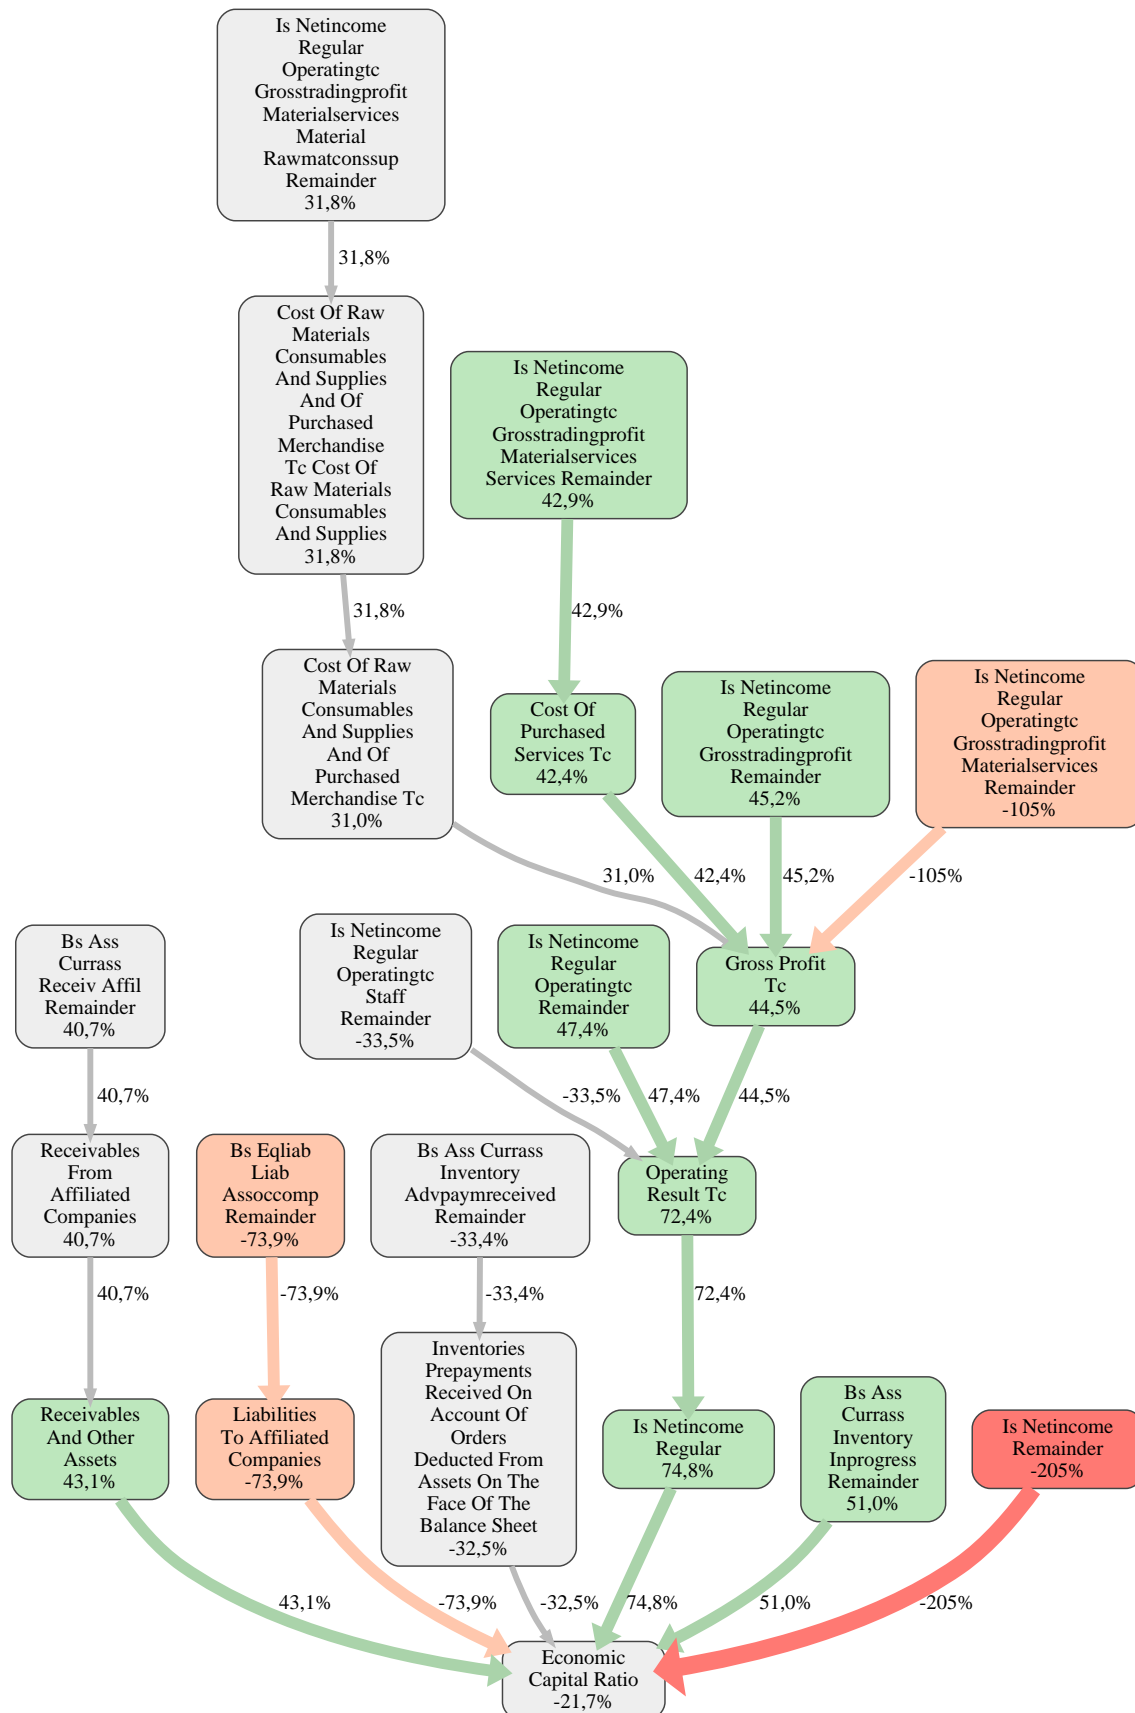 Is Netincome
Regular
Operatingtc
Grosstradingprofit
Materialservices
Material
Rawmatconssup
Remainder
31,8%
31,8%
Cost Of Raw
Materials
Consumables
And Supplies
And Of
Purchased
Merchandise
Tc Cost Of
Raw Materials
Consumables
And Supplies
31,8%
Is Netincome
Regular
Operatingtc
Grosstradingprofit
Materialservices
Services Remainder
42,9%
31,8%
42,9%
Cost Of Raw
Materials
Consumables
And Supplies
And Of
Purchased
Merchandise Tc
31,0%
Cost Of
Purchased
Services Tc
42,4%
Is Netincome
Regular
Operatingtc
Grosstradingprofit
Remainder
45,2%
Is Netincome
Regular
Operatingtc
Grosstradingprofit
Materialservices
Remainder
-105%
31,0%
42,4%
45,2%
-105%
Bs Ass
Currass
Receiv Affil
Remainder
40,7%
Is Netincome
Regular
Operatingtc
Staff
Remainder
-33,5%
Is Netincome
Regular
Operatingtc
Remainder
47,4%
Gross Profit
Tc
44,5%
40,7%
-33,5%
47,4%
44,5%
Receivables
From
Affiliated
Companies
40,7%
Bs Eqliab
Liab
Assoccomp
Remainder
-73,9%
Bs Ass Currass
Inventory
Advpaymreceived
Remainder
-33,4%
Operating
Result Tc
72,4%
40,7%
-73,9%
-33,4%
72,4%
Receivables
And Other
Assets
43,1%
Liabilities
To Affiliated
Companies
-73,9%
Inventories
Prepayments
Received On
Account Of
Orders
Deducted From
Assets On The
Face Of The
Balance Sheet
-32,5%
Is Netincome
Regular
74,8%
Bs Ass
Currass
Inventory
Inprogress
Remainder
51,0%
Is Netincome
Remainder
-205%
43,1%
-73,9%
-32,5%
74,8%
51,0%
-205%
Economic
Capital Ratio
-21,7%